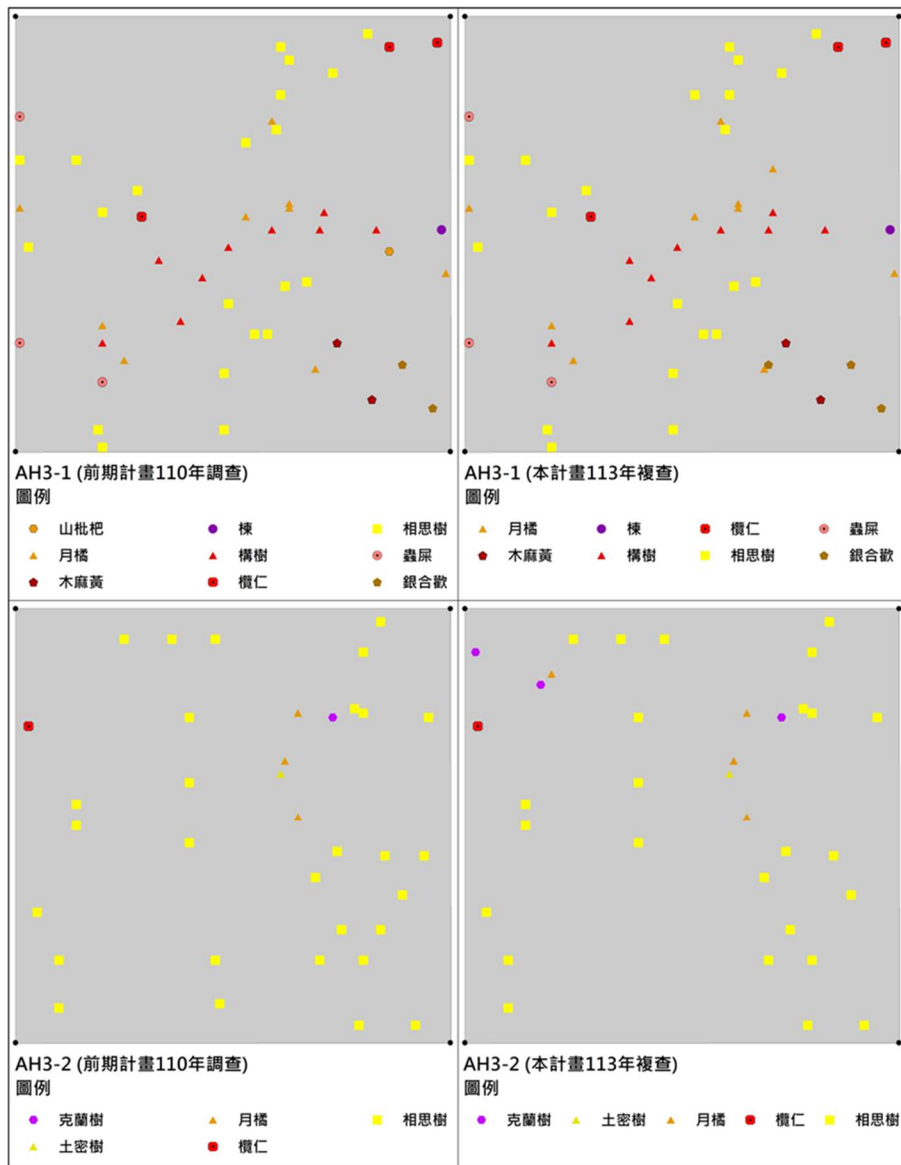 AH3-1 (前期計畫110年調查)
圖例
山枇杷 楝 相思樹
月橘 構樹 蟲屎
木麻黃 欖仁 銀合歡
AH3-1 (本計畫113年複查)
圖例
月橘 楝 欖仁 蟲屎
木麻黃 構樹 相思樹 銀合歡
AH3-2 (前期計畫110年調查)
圖例
克蘭樹 月橘 相思樹
土密樹 欖仁
AH3-2 (本計畫113年複查)
圖例
克蘭樹 土密樹 月橘 欖仁 相思樹